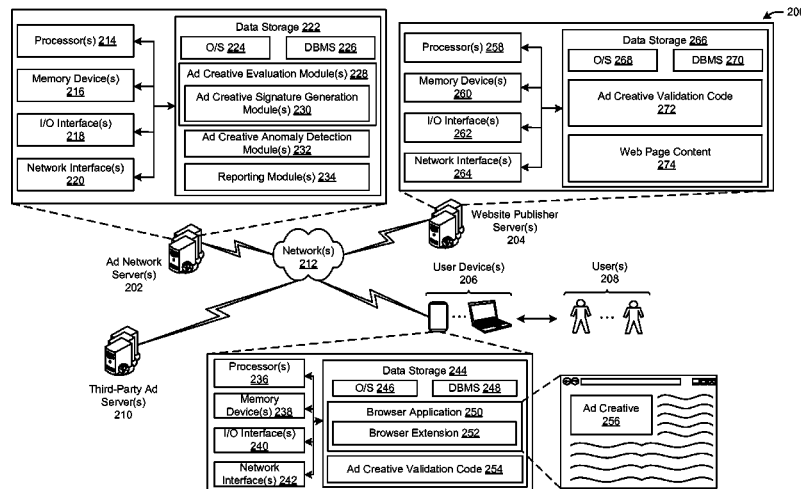 200
Data Storage 222
Processor(s) 214
O/S 224
DBMS 226
Memory Device(s)
216
Ad Creative Evaluation Module(s) 228
Ad Creative Signature Generation
Module(s) 230
I/O Interface(s)
218
Ad Creative Anomaly Detection
Module(s) 232
Network Interface(s)
220
Reporting Module(s) 234
Data Storage 266
Processor(s) 258
O/S 268
DBMS 270
Memory Device(s)
260
Ad Creative Validation Code
272
I/O Interface(s)
262
Web Page Content
274
Network Interface(s)
264
Ad Network
Server(s)
202
Network(s)
212
Website Publisher
Server(s)
204
User Device(s)
206
User(s)
208
Third-Party Ad
Server(s)
210
Processor(s)
236
Data Storage 244
O/S 246
DBMS 248
Memory
Device(s) 238
Browser Application 250
Browser Extension 252
I/O Interface(s)
240
Network
Interface(s) 242
Ad Creative Validation Code 254
Ad Creative
256